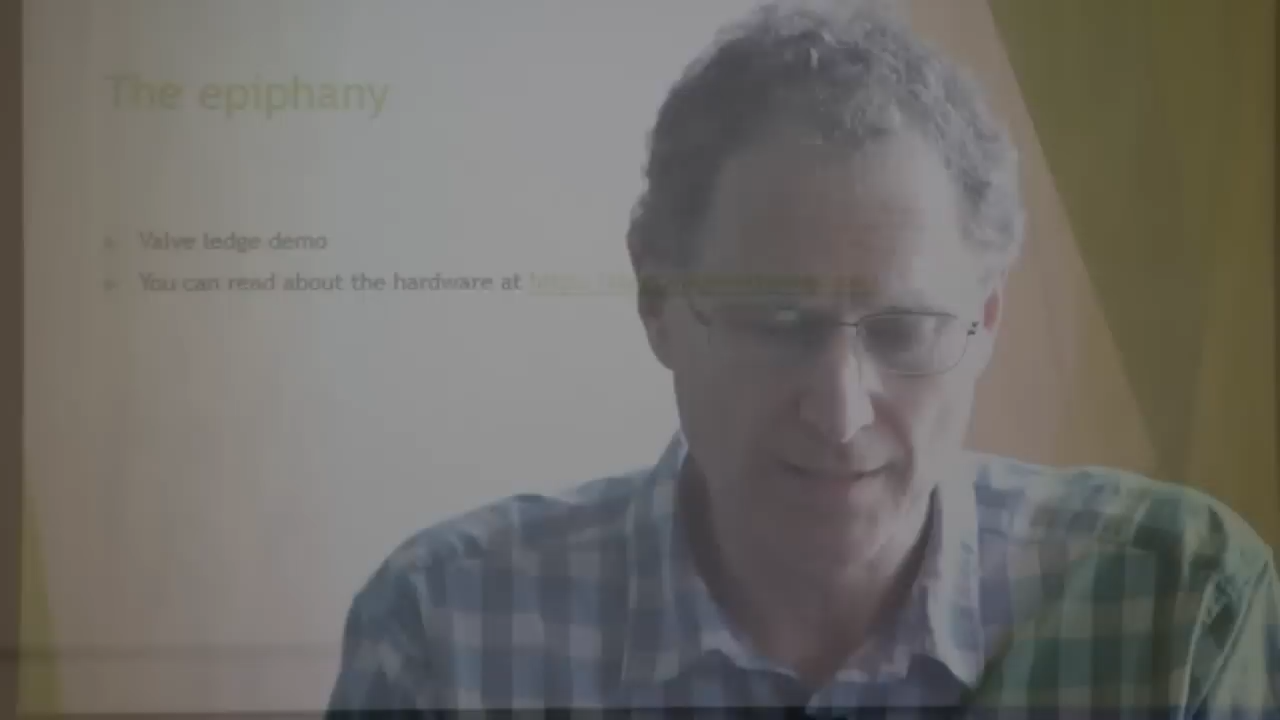 The epiphany
Valve ledge demo
You can read about the hardware at